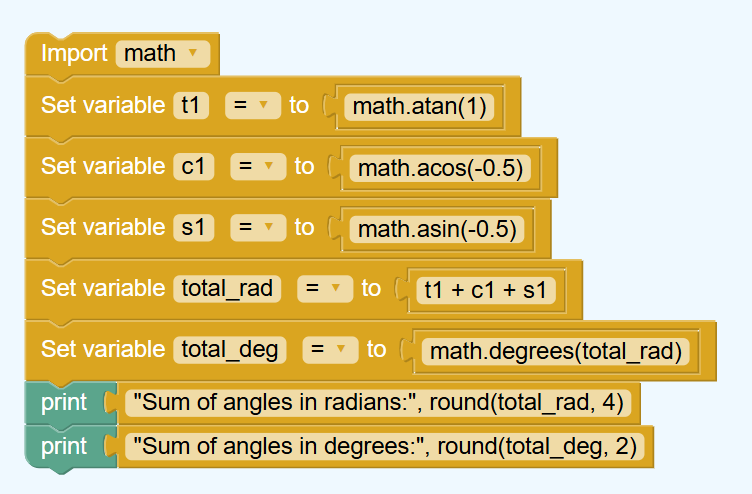 Import math
Set variable t1 = to math.atan(1)
Set variable c1 = to math.acos(-0.5)
Set variable s1 = to math.asin(-0.5)
Set variable total_rad = to t1 + c1 + s1
Set variable total_deg = to math.degrees(total_rad)
print "Sum of angles in radians:", round(total_rad, 4)
print "Sum of angles in degrees:", round(total_deg, 2)